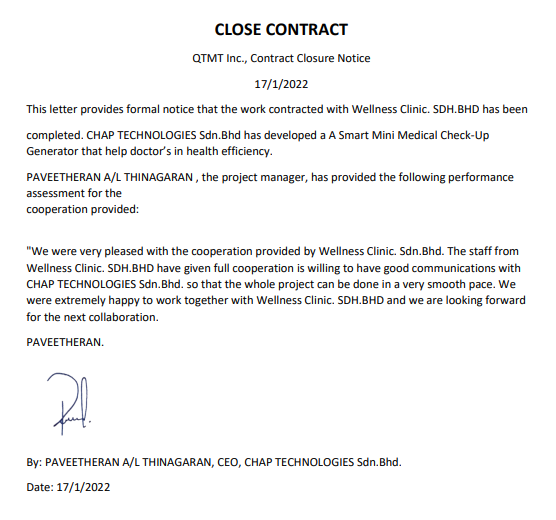 CLOSE CONTRACT
QTMT Inc., Contract Closure Notice
17/1/2022
This letter provides formal notice that the work contracted with Wellness Clinic. SDH.BHD has been
completed. CHAP TECHNOLOGIES Sdn.Bhd has developed a A Smart Mini Medical Check-Up
Generator that help doctor's in health efficiency.
PAVEETHERAN A/L THINAGARAN , the project manager, has provided the following performance
assessment for the
cooperation provided:
"We were very pleased with the cooperation provided by Wellness Clinic. Sdn.Bhd. The staff from
Wellness Clinic. SDH.BHD have given full cooperation is willing to have good communications with
CHAP TECHNOLOGIES Sdn.Bhd. so that the whole project can be done in a very smooth pace. We
were extremely happy to work together with Wellness Clinic. SDH.BHD and we are looking forward
for the next collaboration.
PAVEETHERAN.
By: PAVEETHERAN A/L THINAGARAN, CEO, CHAP TECHNOLOGIES Sdn.Bhd.
Date: 17/1/2022